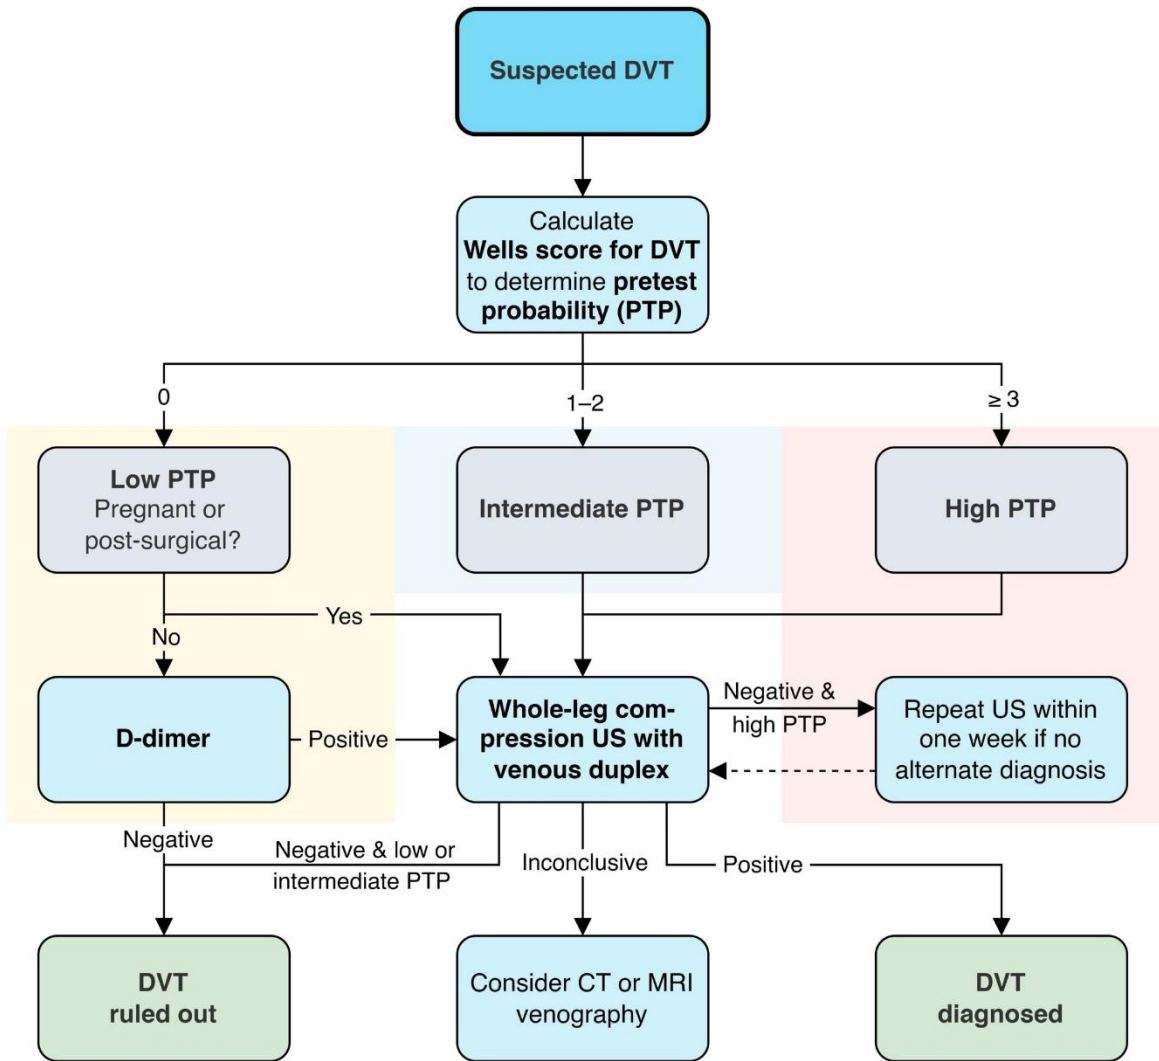 Suspected DVT
Calculate
Wells score for DVT
to determine pretest
probability (PTP)
0
1–2
≥ 3
Low PTP
Pregnant or
post-surgical?
Intermediate PTP
High PTP
Yes
No
D-dimer
Positive
Whole-leg com-
pression US with
venous duplex
Negative &
high PTP
Repeat US within
one week if no
alternate diagnosis
Negative
Negative & low or
intermediate PTP
Inconclusive
Positive
DVT
ruled out
Consider CT or MRI
venography
DVT
diagnosed